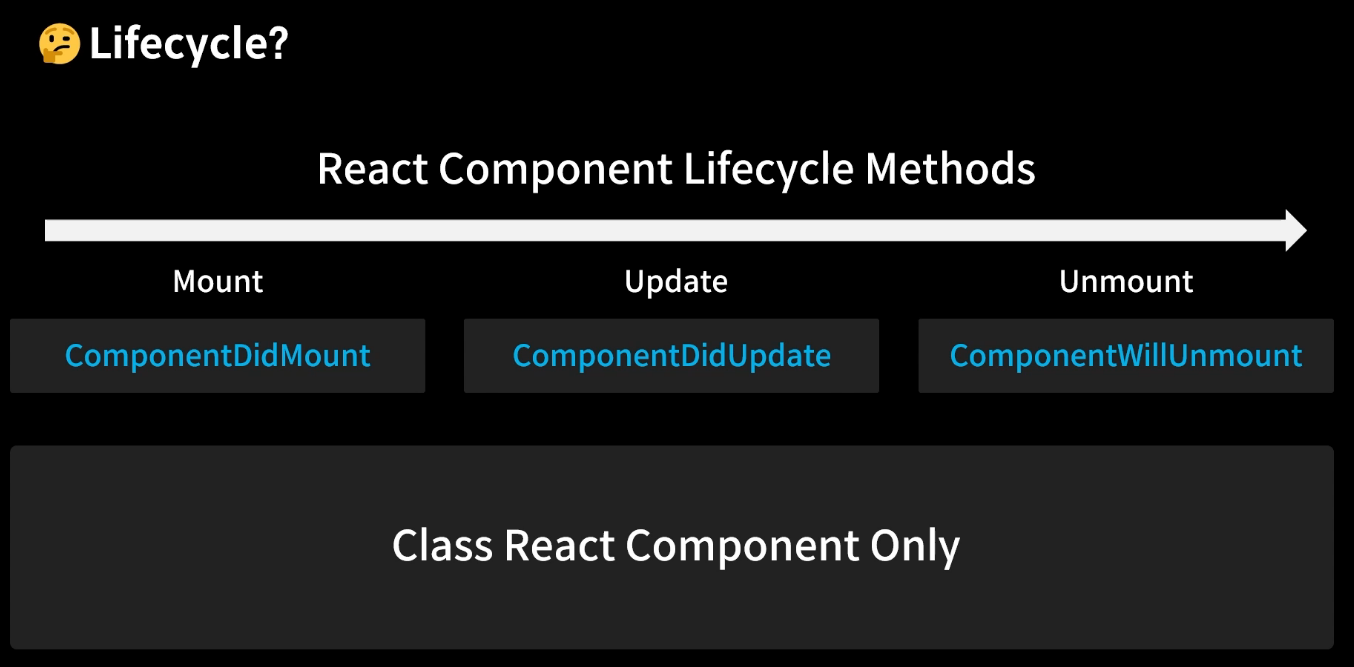 🤔 Lifecycle?
React Component Lifecycle Methods
Mount Update Unmount
ComponentDidMount ComponentDidUpdate ComponentWillUnmount
Class React Component Only